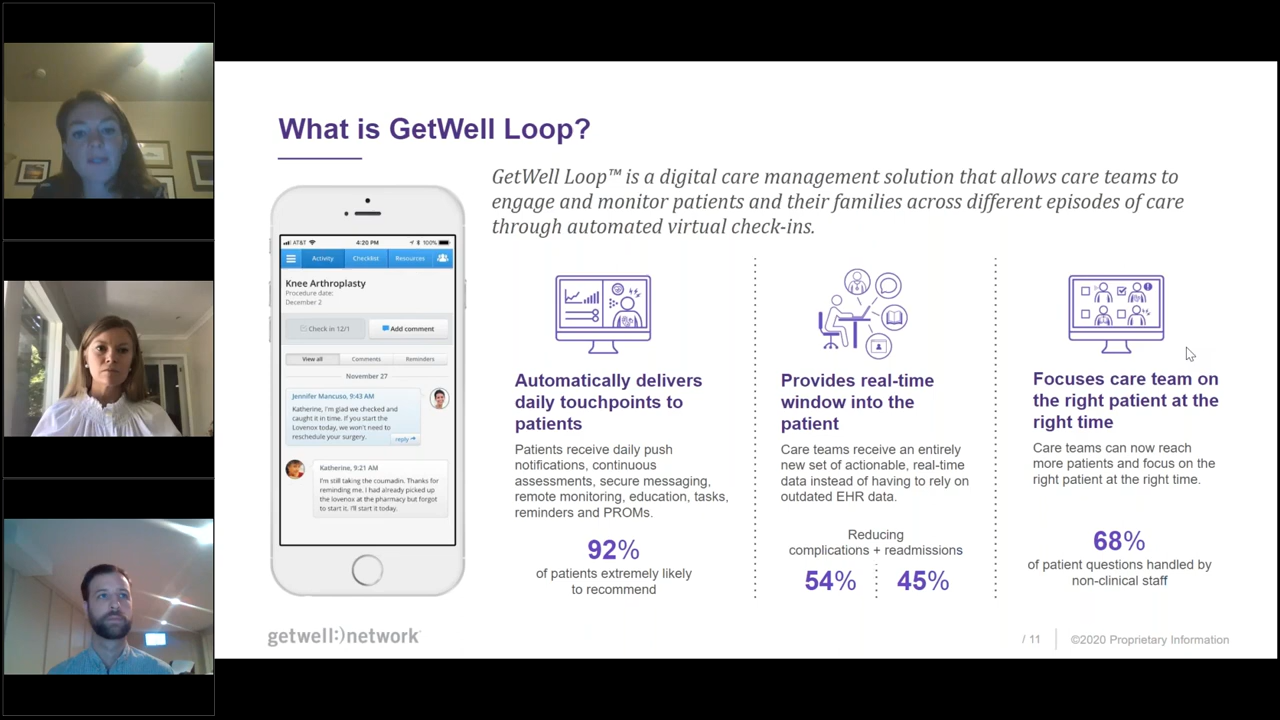 What is GetWell Loop?
GetWell Loop™ is a digital care management solution that allows care teams to
engage and monitor patients and their families across different episodes of care
through automated virtual check-ins.
AT&T
4:20 PM
100%
Activity
Checklist
Resources
Knee Arthroplasty
Procedure date:
December 2
Check in 12/1
Add comment
View all
Comments
Reminders
November 27
Jennifer Mancuso, 9:43 AM
Katherine, I'm glad we checked and
caught it in time. If you start the
Lovenox today, we won't need to
reschedule your surgery.
reply
Katherine, 9:21 AM
I'm still taking the coumadin. Thanks for
reminding me. I had already picked up
the lovenox at the pharmacy but forgot
to start it. I'll start it today.
Automatically delivers
daily touchpoints to
patients
Patients receive daily push
notifications, continuous
assessments, secure messaging,
remote monitoring, education, tasks,
reminders and PROMs.
92%
of patients extremely likely
to recommend
Provides real-time
window into the
patient
Care teams receive an entirely
new set of actionable, real-time
data instead of having to rely on
outdated EHR data.
Reducing
complications + readmissions
54%
45%
Focuses care team on
the right patient at the
right time
Care teams can now reach
more patients and focus on the
right patient at the right time.
68%
of patient questions handled by
non-clinical staff
getwell:)network
/ 11
©2020 Proprietary Information